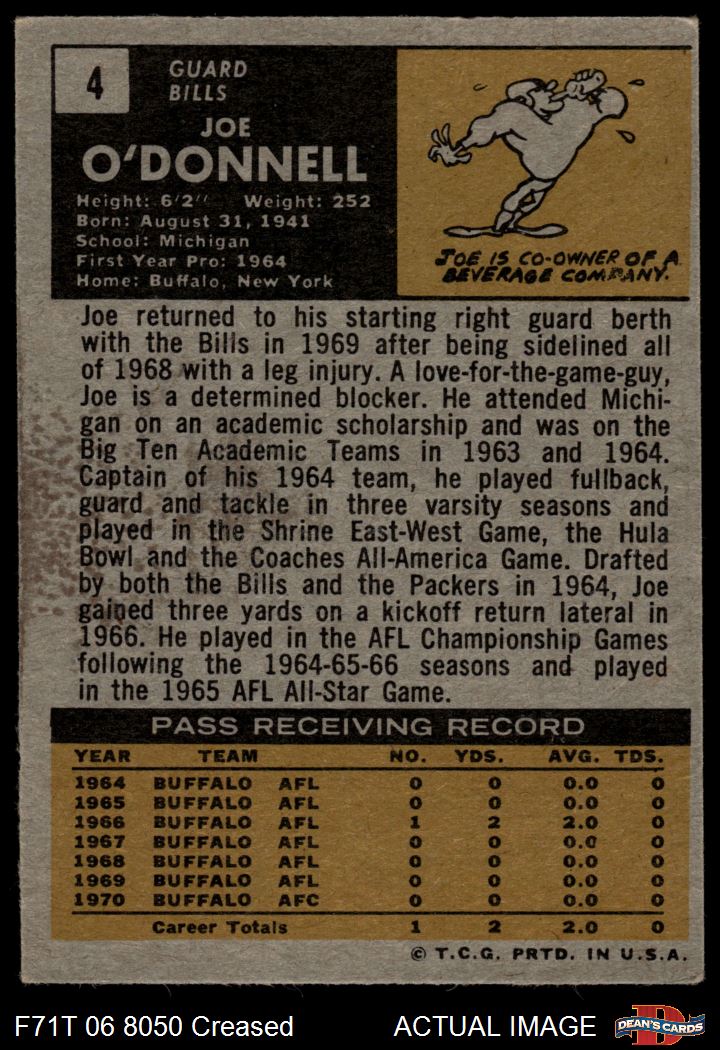 4
GUARD
BILLS
JOE
O'DONNELL
Height: 6'2" Weight: 252
Born: August 31, 1941
School: Michigan
First Year Pro: 1964
Home: Buffalo, New York
JOE IS CO-OWNER OF A
BEVERAGE COMPANY.
Joe returned to his starting right guard berth
with the Bills in 1969 after being sidelined all
of 1968 with a leg injury. A love-for-the-game-guy,
Joe is a determined blocker. He attended Michi-
gan on an academic scholarship and was on the
Big Ten Academic Teams in 1963 and 1964.
Captain of his 1964 team, he played fullback,
guard and tackle in three varsity seasons and
played in the Shrine East-West Game, the Hula
Bowl and the Coaches All-America Game. Drafted
by both the Bills and the Packers in 1964, Joe
gained three yards on a kickoff return lateral in
1966. He played in the AFL Championship Games
following the 1964-65-66 seasons and played
in the 1965 AFL All-Star Game.
PASS RECEIVING RECORD
YEAR TEAM NO. YDS. AVG. TDS.
1964 BUFFALO AFL 0 0 0.0 0
1965 BUFFALO AFL 0 0 0.0 0
1966 BUFFALO AFL 1 2 2.0 0
1967 BUFFALO AFL 0 0 0.0 0
1968 BUFFALO AFL 0 0 0.0 0
1969 BUFFALO AFL 0 0 0.0 0
1970 BUFFALO AFC 0 0 0.0 0
Career Totals 1 2 2.0 0
© T.C.G. PRTD. IN U.S.A.
F71T 06 8050 Creased ACTUAL IMAGE
D
DEAN'S CARDS